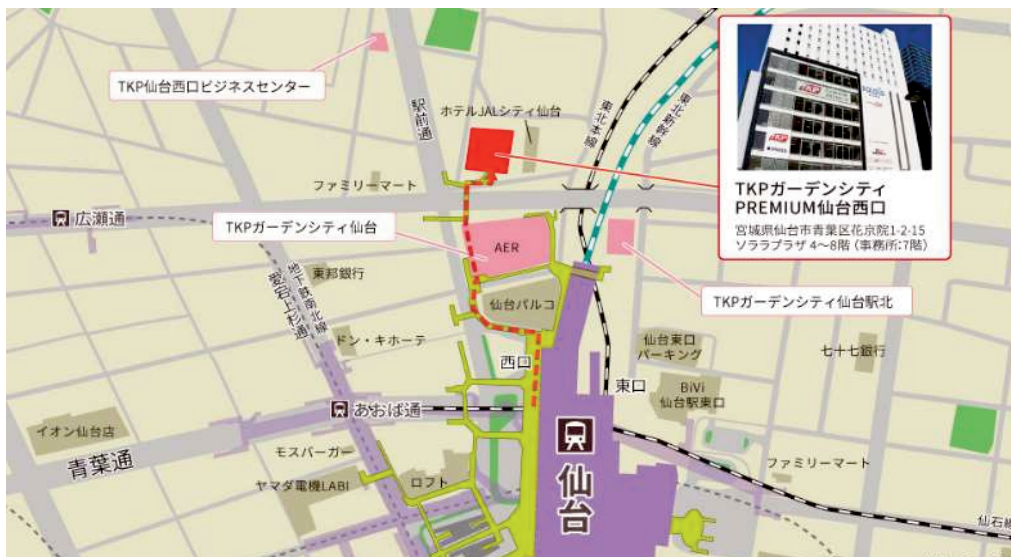 TKP仙台西口ビジネスセンター
駅前通
ホテルJALシティ仙台
東北本線
東北新幹線
TKP
TKPガーデンシティ
PREMIUM仙台西口
宮城県仙台市青葉区花京院1-2-15
ソララプラザ 4〜8階 (事務所:7階)
ファミリーマート
広瀬通
TKPガーデンシティ仙台
AER
TKPガーデンシティ仙台駅北
東邦銀行
地下鉄南北線
愛宕上杉通
仙台パルコ
ドン・キホーテ
西口
仙台東口
パーキング
七十七銀行
東口
BiVi
仙台駅東口
あおば通
イオン仙台店
青葉通
モスバーガー
ヤマダ電機LABI
ロフト
仙台
ファミリーマート
仙石線